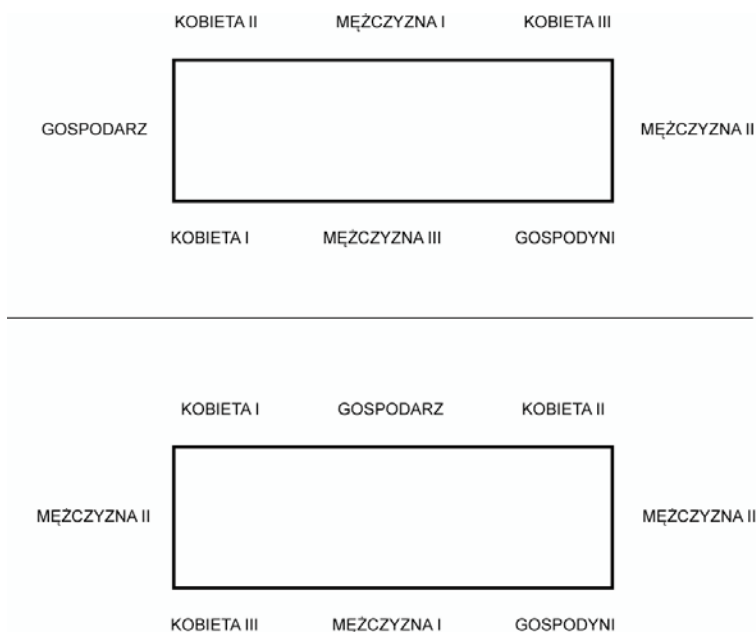 KOBIETA II MĘŻCZYZNA I KOBIETA III
GOSPODARZ MĘŻCZYZNA II
KOBIETA I MĘŻCZYZNA III GOSPODYNI
KOBIETA I GOSPODARZ KOBIETA II
MĘŻCZYZNA II MĘŻCZYZNA II
KOBIETA III MĘŻCZYZNA I GOSPODYNI